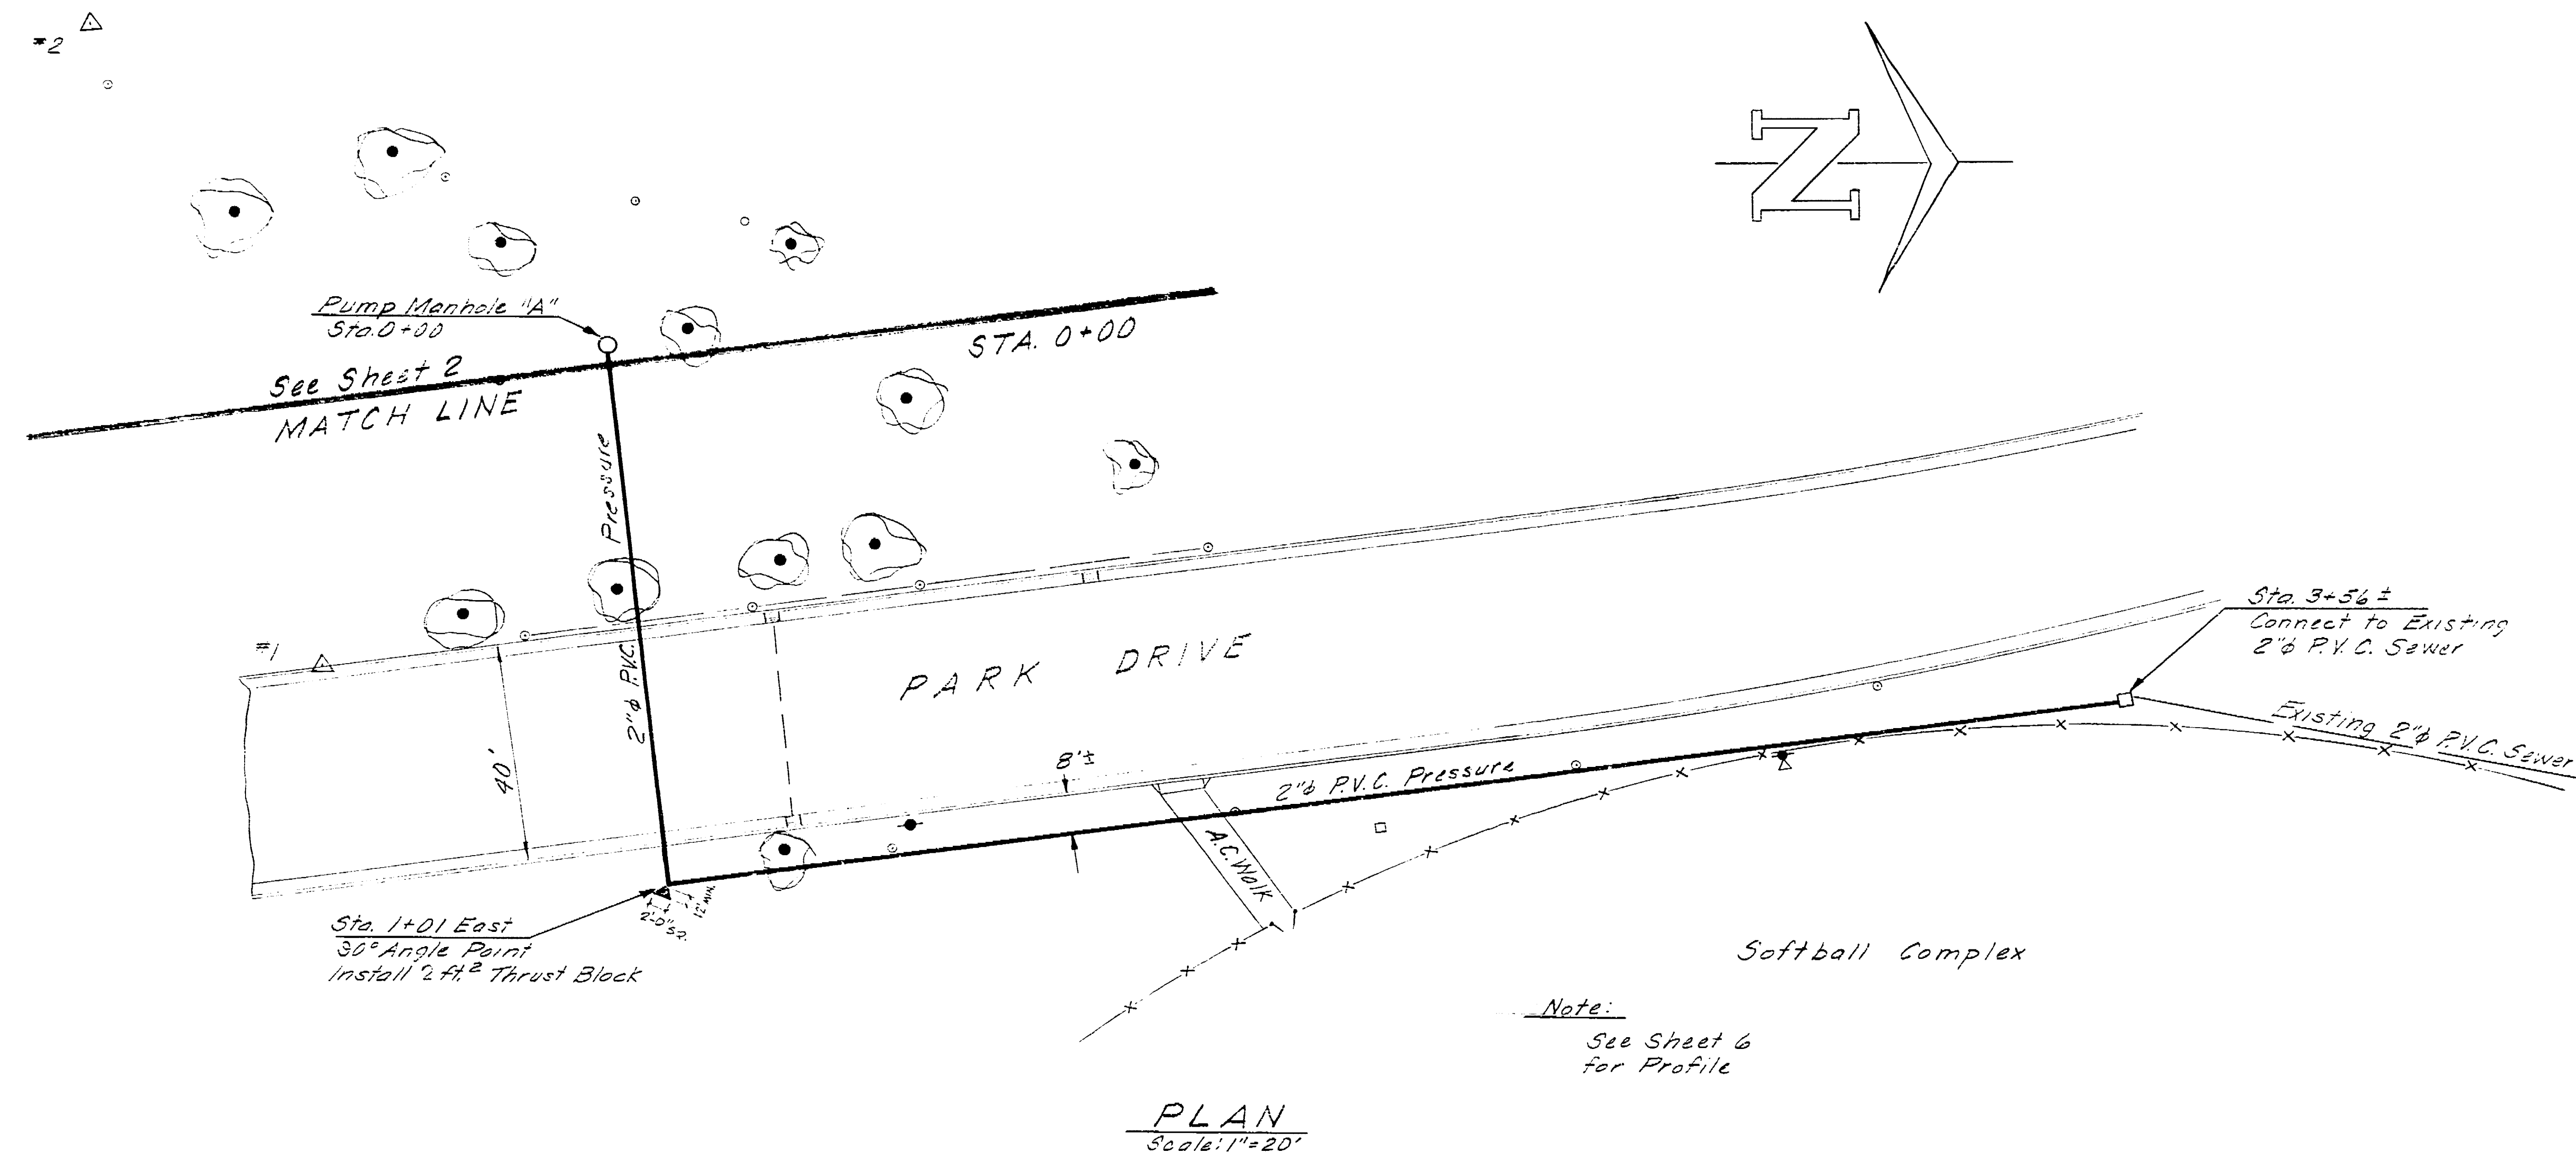 #2
N
Pump Manhole "A"
Sta. 0+00
See Sheet 2
MATCH LINE
STA. 0+00
2"ϕ P.V.C. Pressure
#1
40'
PARK DRIVE
8'±
2"ϕ P.V.C. Pressure
A.C. Walk
Sta. 3+56 ±
Connect to Existing
2"ϕ P.V.C. Sewer
Existing 2"ϕ P.V.C. Sewer
Sta. 1+01 East
90° Angle Point
Install 2 ft.² Thrust Block
2'-0" SQ.
12" MIN.
Softball Complex
Note:
See Sheet 6
for Profile
PLAN
Scale: 1"=20'